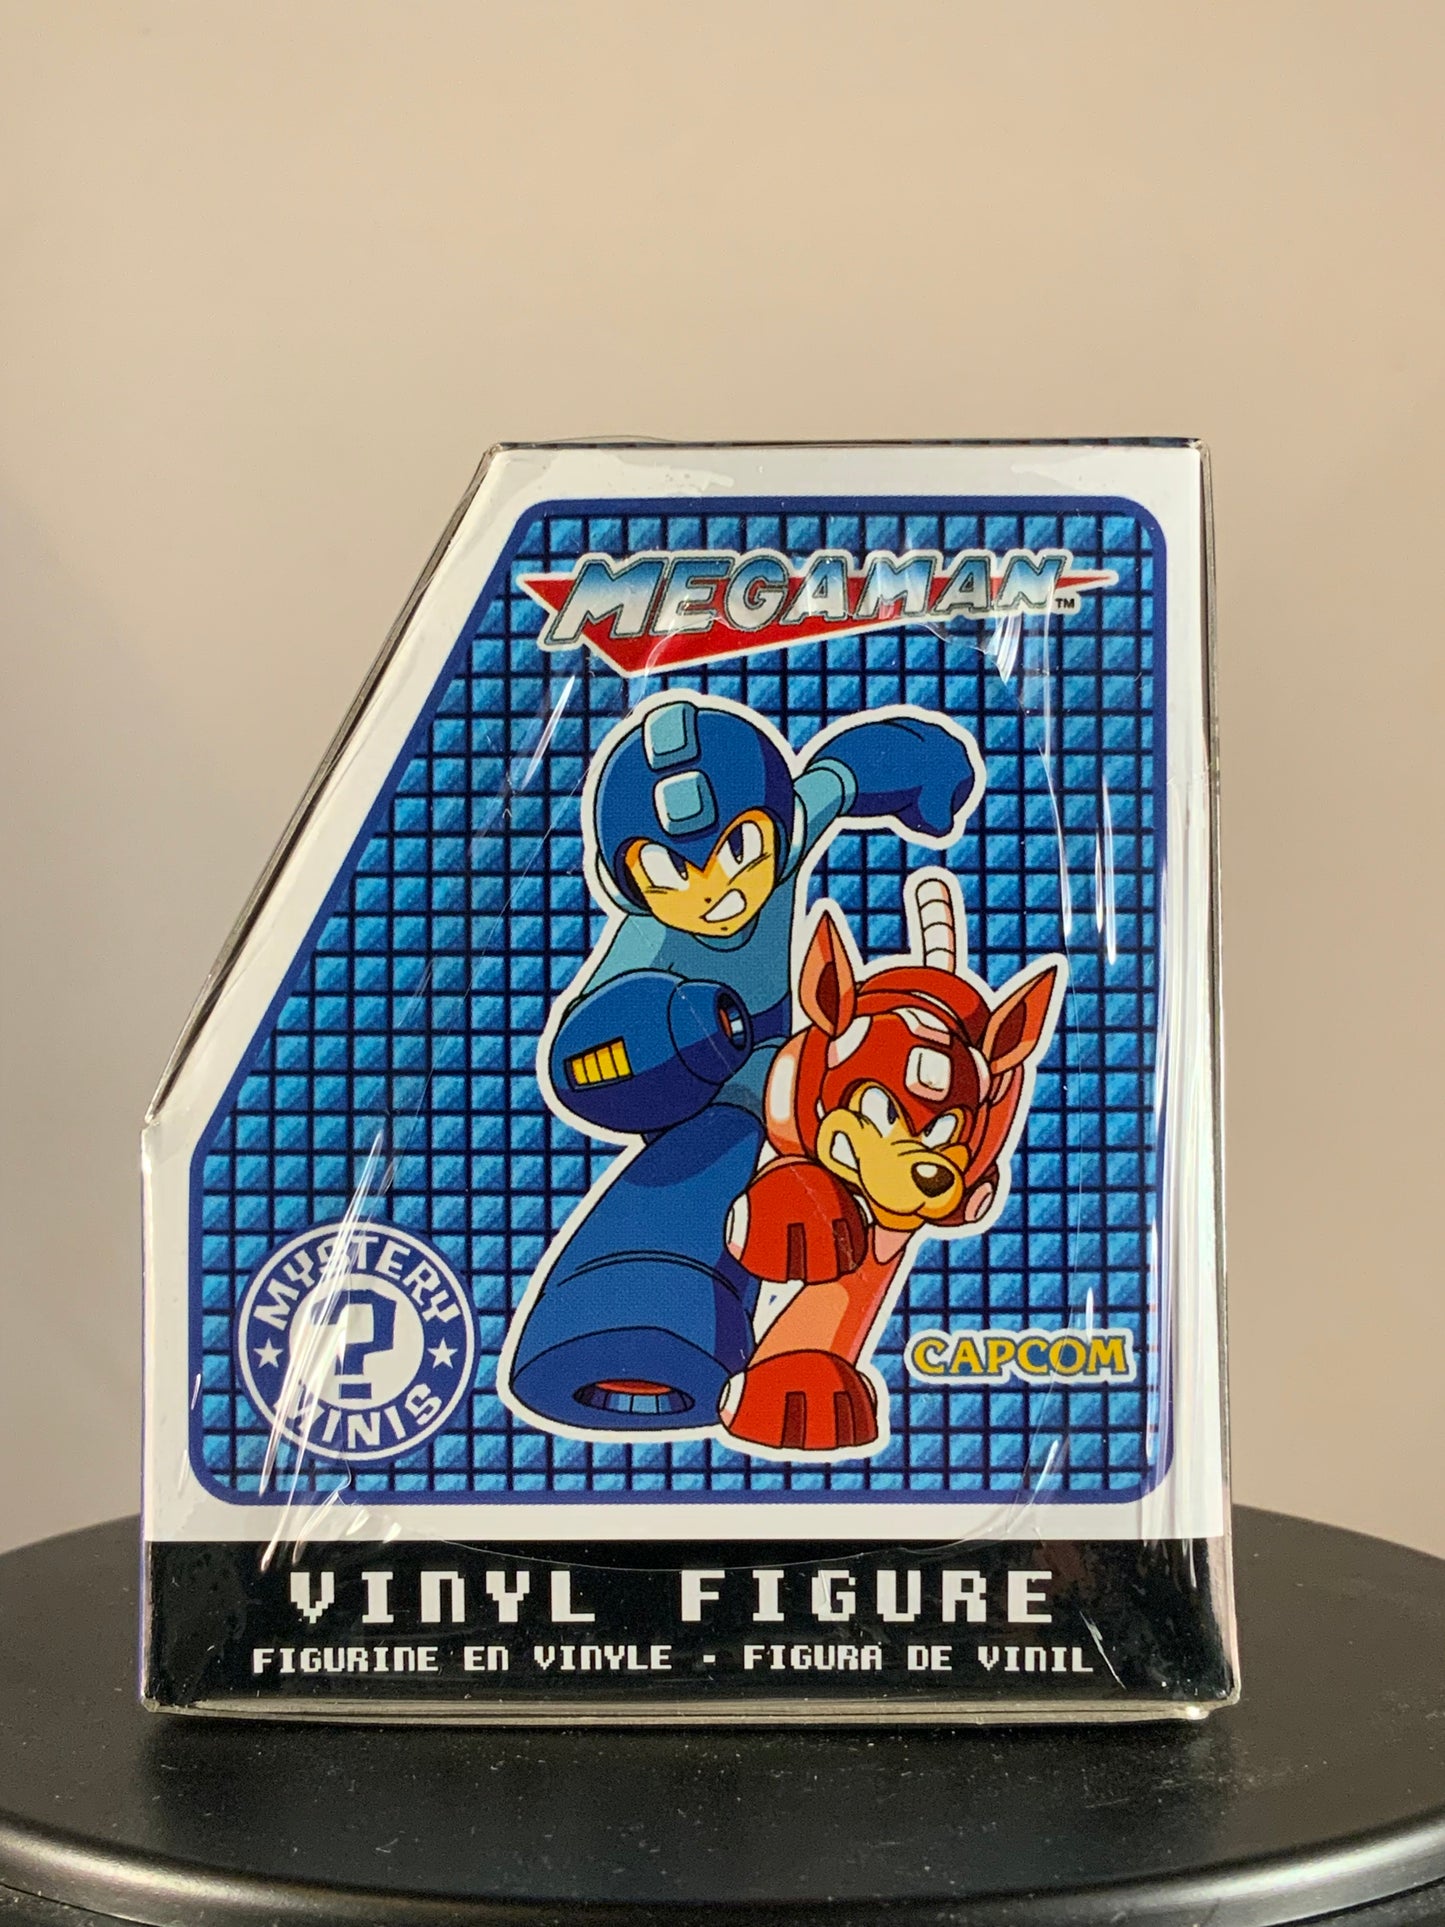 MEGAMAN™
MYSTERY
?
MINIS
CAPCOM
VINYL FIGURE
FIGURINE EN VINYLE - FIGURA DE VINIL